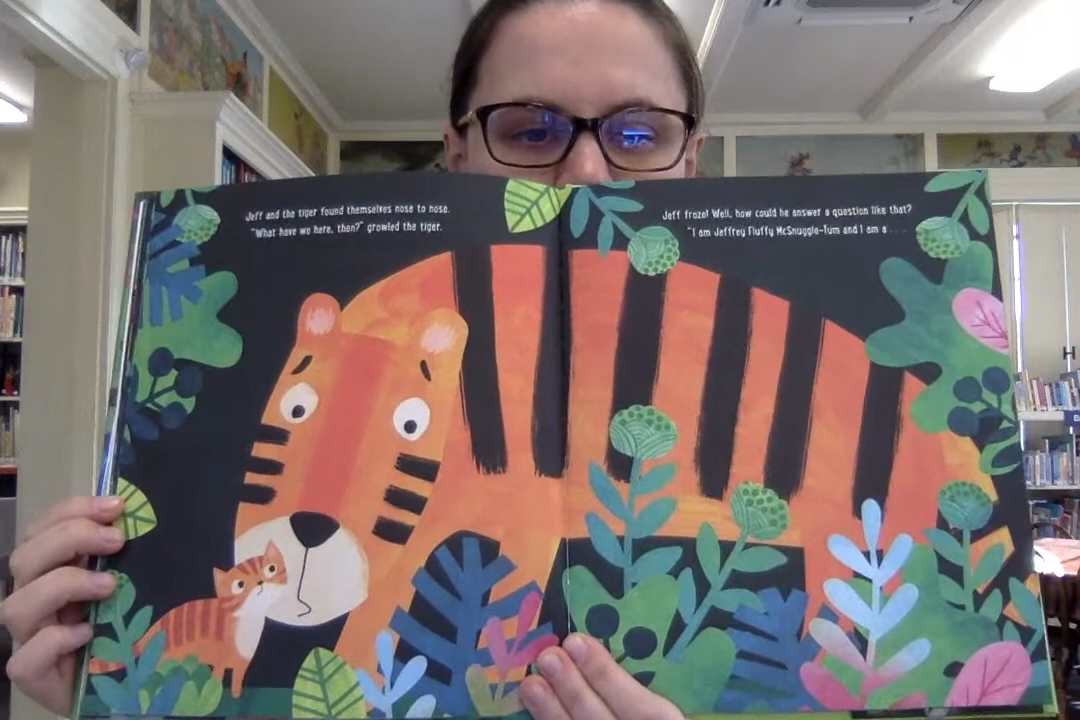 Jeff and the tiger found themselves nose to nose.
"What have we here, then?" growled the tiger.
Jeff froze! Well, how could he answer a question like that?
"I am Jeffrey Fluffy McSnuggle-Tum and I am a . . .